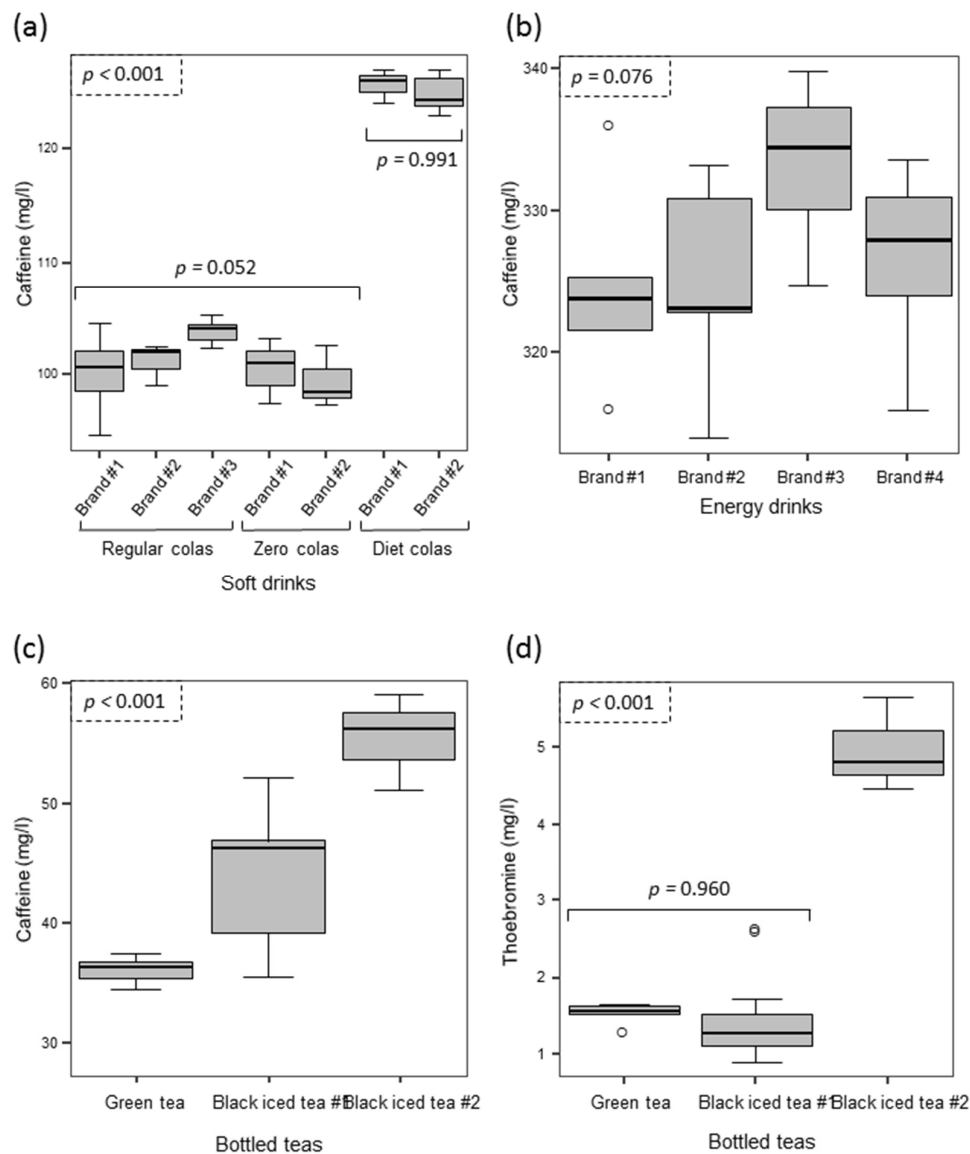 (a)
p < 0.001
p = 0.991
p = 0.052
Caffeine (mg/l)
120
110
100
Brand #1
Brand #2
Brand #3
Brand #1
Brand #2
Brand #1
Brand #2
Regular colas
Zero colas
Diet colas
Soft drinks
(b)
p = 0.076
Caffeine (mg/l)
340
330
320
Brand #1
Brand #2
Brand #3
Brand #4
Energy drinks
(c)
p < 0.001
Caffeine (mg/l)
60
50
40
30
Green tea
Black iced tea #1
Black iced tea #2
Bottled teas
(d)
p < 0.001
p = 0.960
Thoebromine (mg/l)
5
4
3
2
1
Green tea
Black iced tea #1
Black iced tea #2
Bottled teas